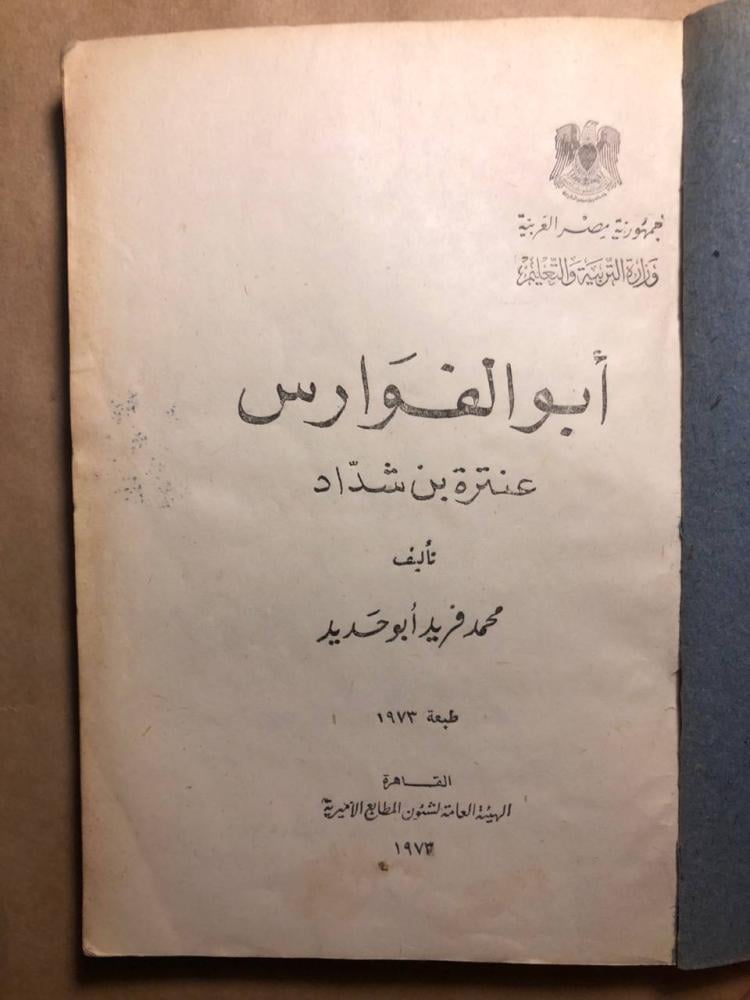 جمهورية مصر العربية
وزارة التربية والتعليم
أبو الفوارس
عنترة بن شدّاد
تأليف
محمد فريد أبو حديد
طبعة ١٩٧٣
القاهرة
الهيئة العامة لشئون المطابع الأميرية
١٩٧٣